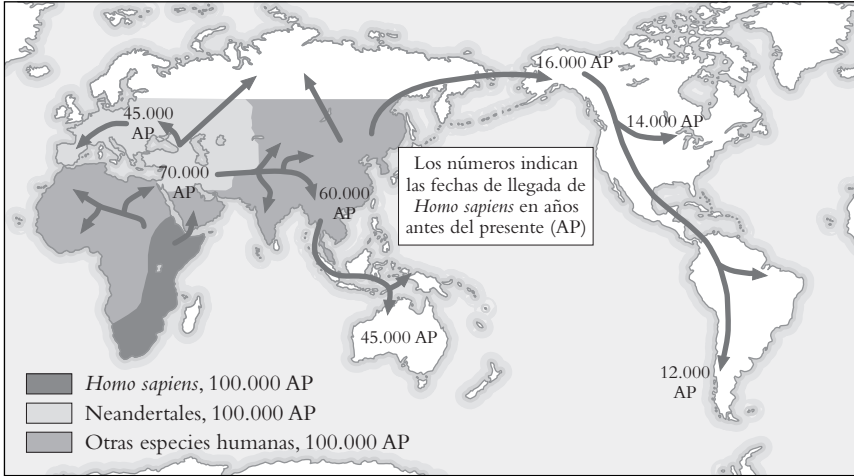 16.000 AP
45.000
AP
14.000 AP
70.000
AP
60.000
AP
Los números indican
las fechas de llegada de
Homo sapiens en años
antes del presente (AP)
45.000 AP
12.000
AP
Homo sapiens, 100.000 AP
Neandertales, 100.000 AP
Otras especies humanas, 100.000 AP